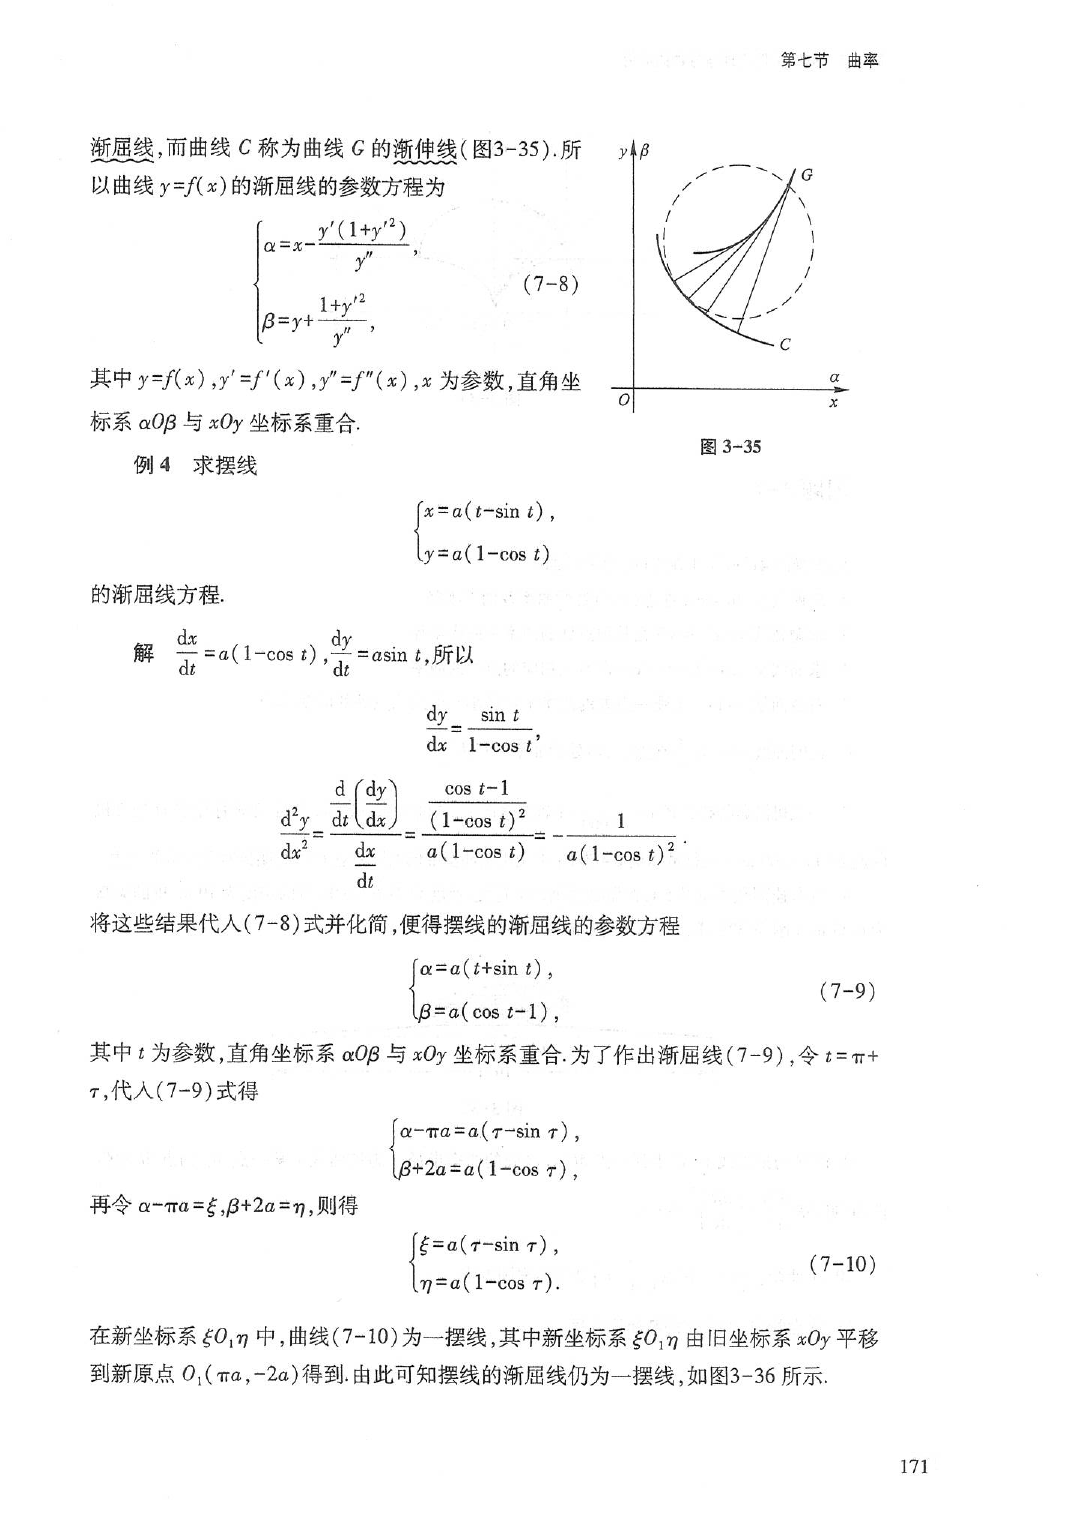 第七节 曲率
渐屈线,而曲线 C 称为曲线 G 的渐伸线(图3-35).所
以曲线 y=f(x)的渐屈线的参数方程为
α=x-y′(1+y′²)/y″,
β=y+(1+y′²)/y″,
(7-8)
其中 y=f(x),y′=f′(x),y″=f″(x),x 为参数,直角坐
标系 αOβ 与 xOy 坐标系重合.
y β
G
C
α
O x
图 3-35
例 4 求摆线
x=a(t-sin t),
y=a(1-cos t)
的渐屈线方程.
解 dx/dt=a(1-cos t),dy/dt=asin t,所以
dy/dx=sin t/(1-cos t),
d²y/dx²=(d/dt(dy/dx))/(dx/dt)=((cos t-1)/(1-cos t)²)/(a(1-cos t))=-1/(a(1-cos t)²).
将这些结果代入(7-8)式并化简,便得摆线的渐屈线的参数方程
α=a(t+sin t),
β=a(cos t-1),
(7-9)
其中 t 为参数,直角坐标系 αOβ 与 xOy 坐标系重合.为了作出渐屈线(7-9),令 t=π+
τ,代入(7-9)式得
α-πa=a(τ-sin τ),
β+2a=a(1-cos τ),
再令 α-πa=ξ,β+2a=η,则得
ξ=a(τ-sin τ),
η=a(1-cos τ).
(7-10)
在新坐标系 ξO₁η 中,曲线(7-10)为一摆线,其中新坐标系 ξO₁η 由旧坐标系 xOy 平移
到新原点 O₁(πa,-2a)得到.由此可知摆线的渐屈线仍为一摆线,如图3-36 所示.
171